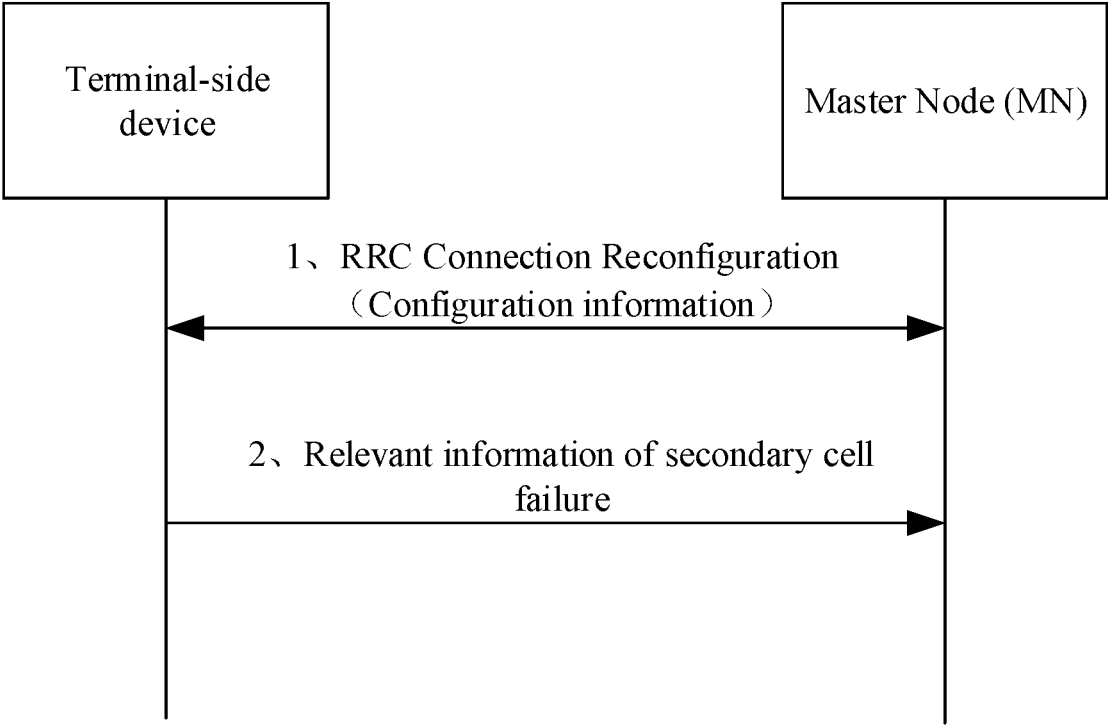 Terminal-side
device
Master Node (MN)
1、RRC Connection Reconfiguration
（Configuration information）
2、Relevant information of secondary cell
failure